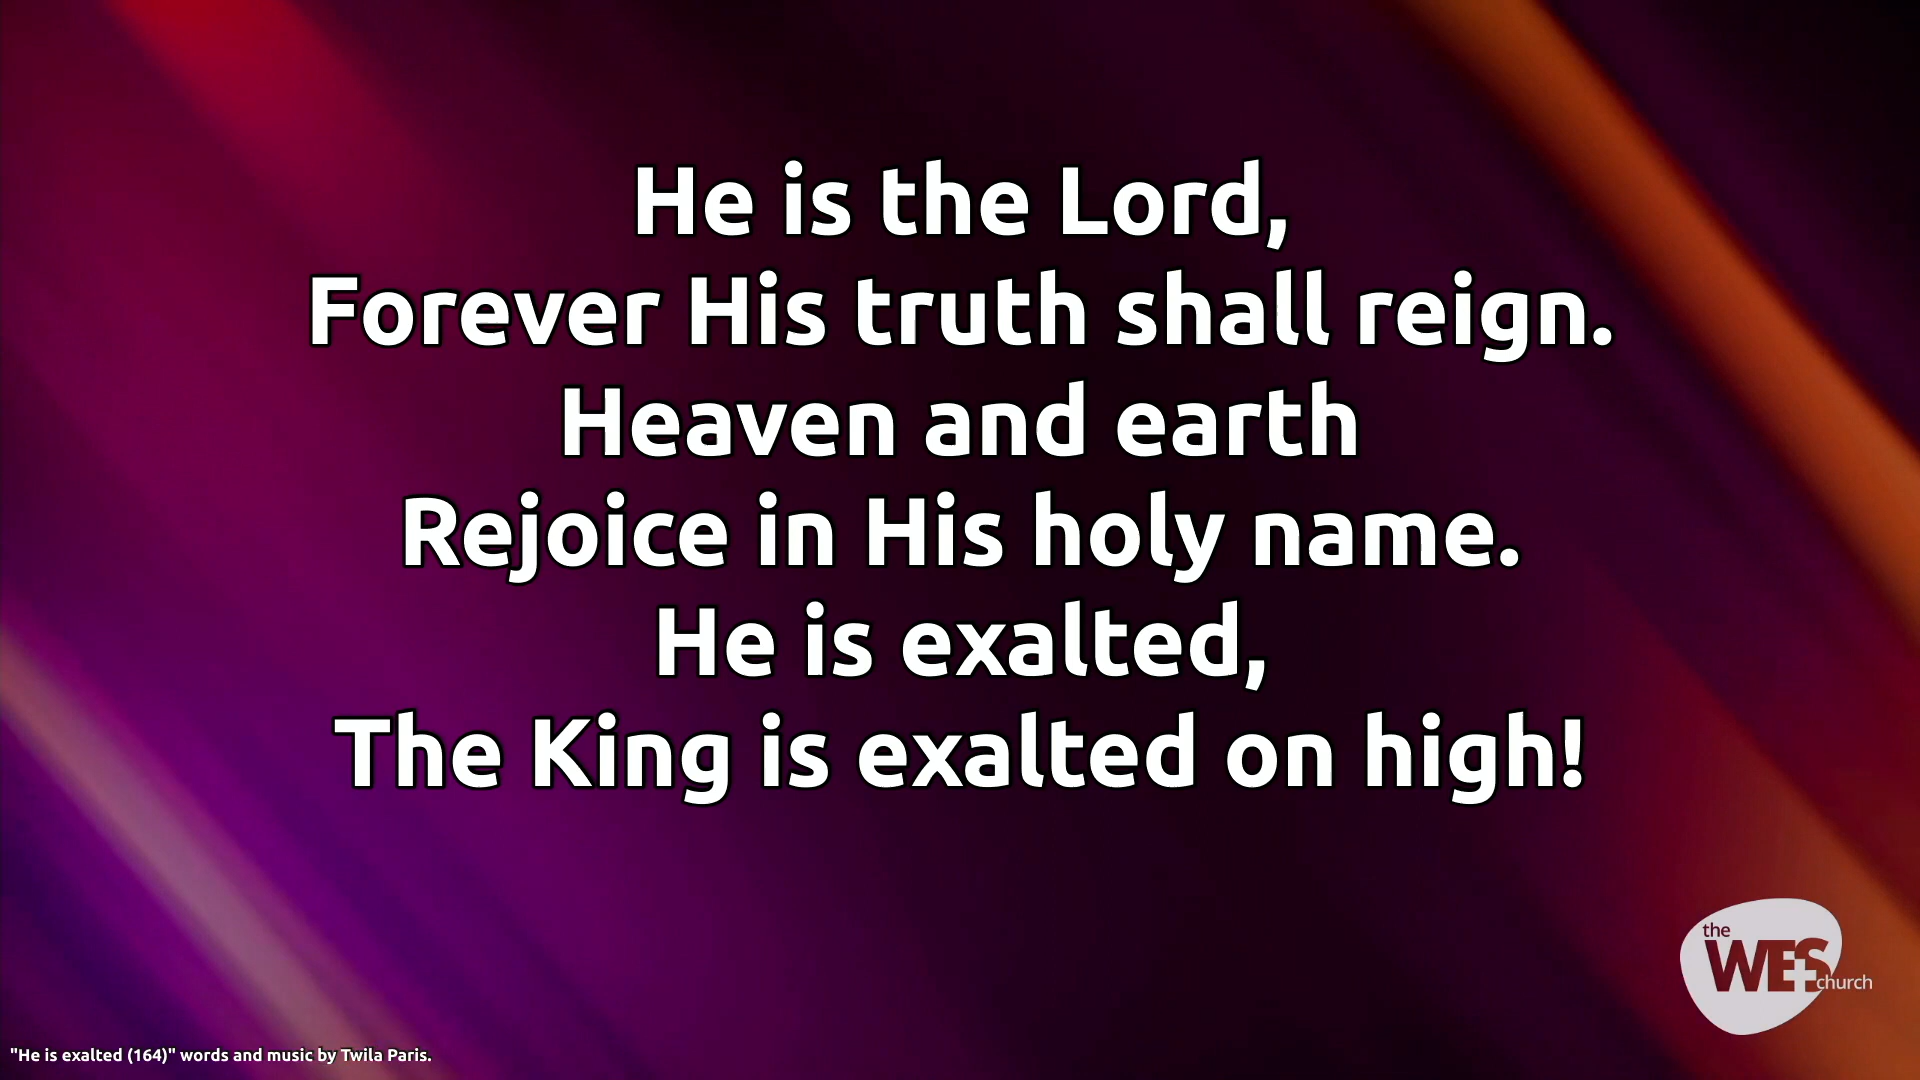 He is the Lord,
Forever His truth shall reign.
Heaven and earth
Rejoice in His holy name.
He is exalted,
The King is exalted on high!
the
WES
church
"He is exalted (164)" words and music by Twila Paris.